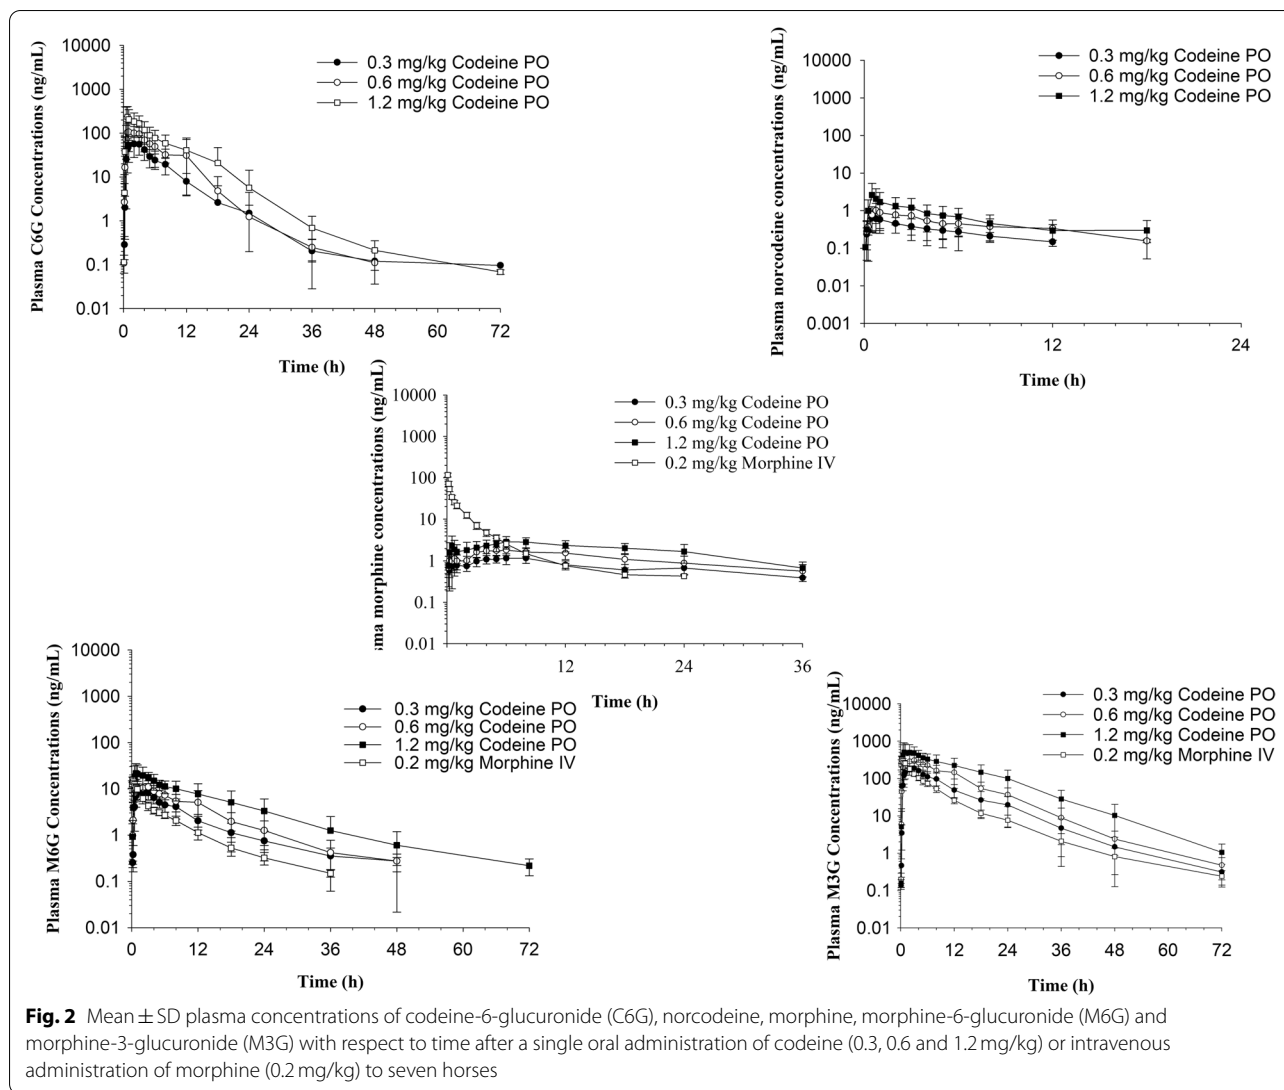 Plasma C6G Concentrations (ng/mL)
10000
1000
100
10
1
0.1
0.01
0 12 24 36 48 60 72
Time (h)
0.3 mg/kg Codeine PO
0.6 mg/kg Codeine PO
1.2 mg/kg Codeine PO
Plasma norcodeine concentrations (ng/mL)
10000
1000
100
10
1
0.1
0.01
0.001
0 12 24
Time (h)
0.3 mg/kg Codeine PO
0.6 mg/kg Codeine PO
1.2 mg/kg Codeine PO
ma morphine concentrations (ng/mL)
10000
1000
100
10
1
0.1
0.01
12 24 36
Time (h)
0.3 mg/kg Codeine PO
0.6 mg/kg Codeine PO
1.2 mg/kg Codeine PO
0.2 mg/kg Morphine IV
Plasma M6G Concentrations (ng/mL)
10000
1000
100
10
1
0.1
0.01
0 12 24 36 48 60 72
Time (h)
0.3 mg/kg Codeine PO
0.6 mg/kg Codeine PO
1.2 mg/kg Codeine PO
0.2 mg/kg Morphine IV
Plasma M3G Concentrations (ng/mL)
10000
1000
100
10
1
0.1
0.01
0 12 24 36 48 60 72
Time (h)
0.3 mg/kg Codeine PO
0.6 mg/kg Codeine PO
1.2 mg/kg Codeine PO
0.2 mg/kg Morphine IV
Fig. 2 Mean ± SD plasma concentrations of codeine-6-glucuronide (C6G), norcodeine, morphine, morphine-6-glucuronide (M6G) and
morphine-3-glucuronide (M3G) with respect to time after a single oral administration of codeine (0.3, 0.6 and 1.2 mg/kg) or intravenous
administration of morphine (0.2 mg/kg) to seven horses